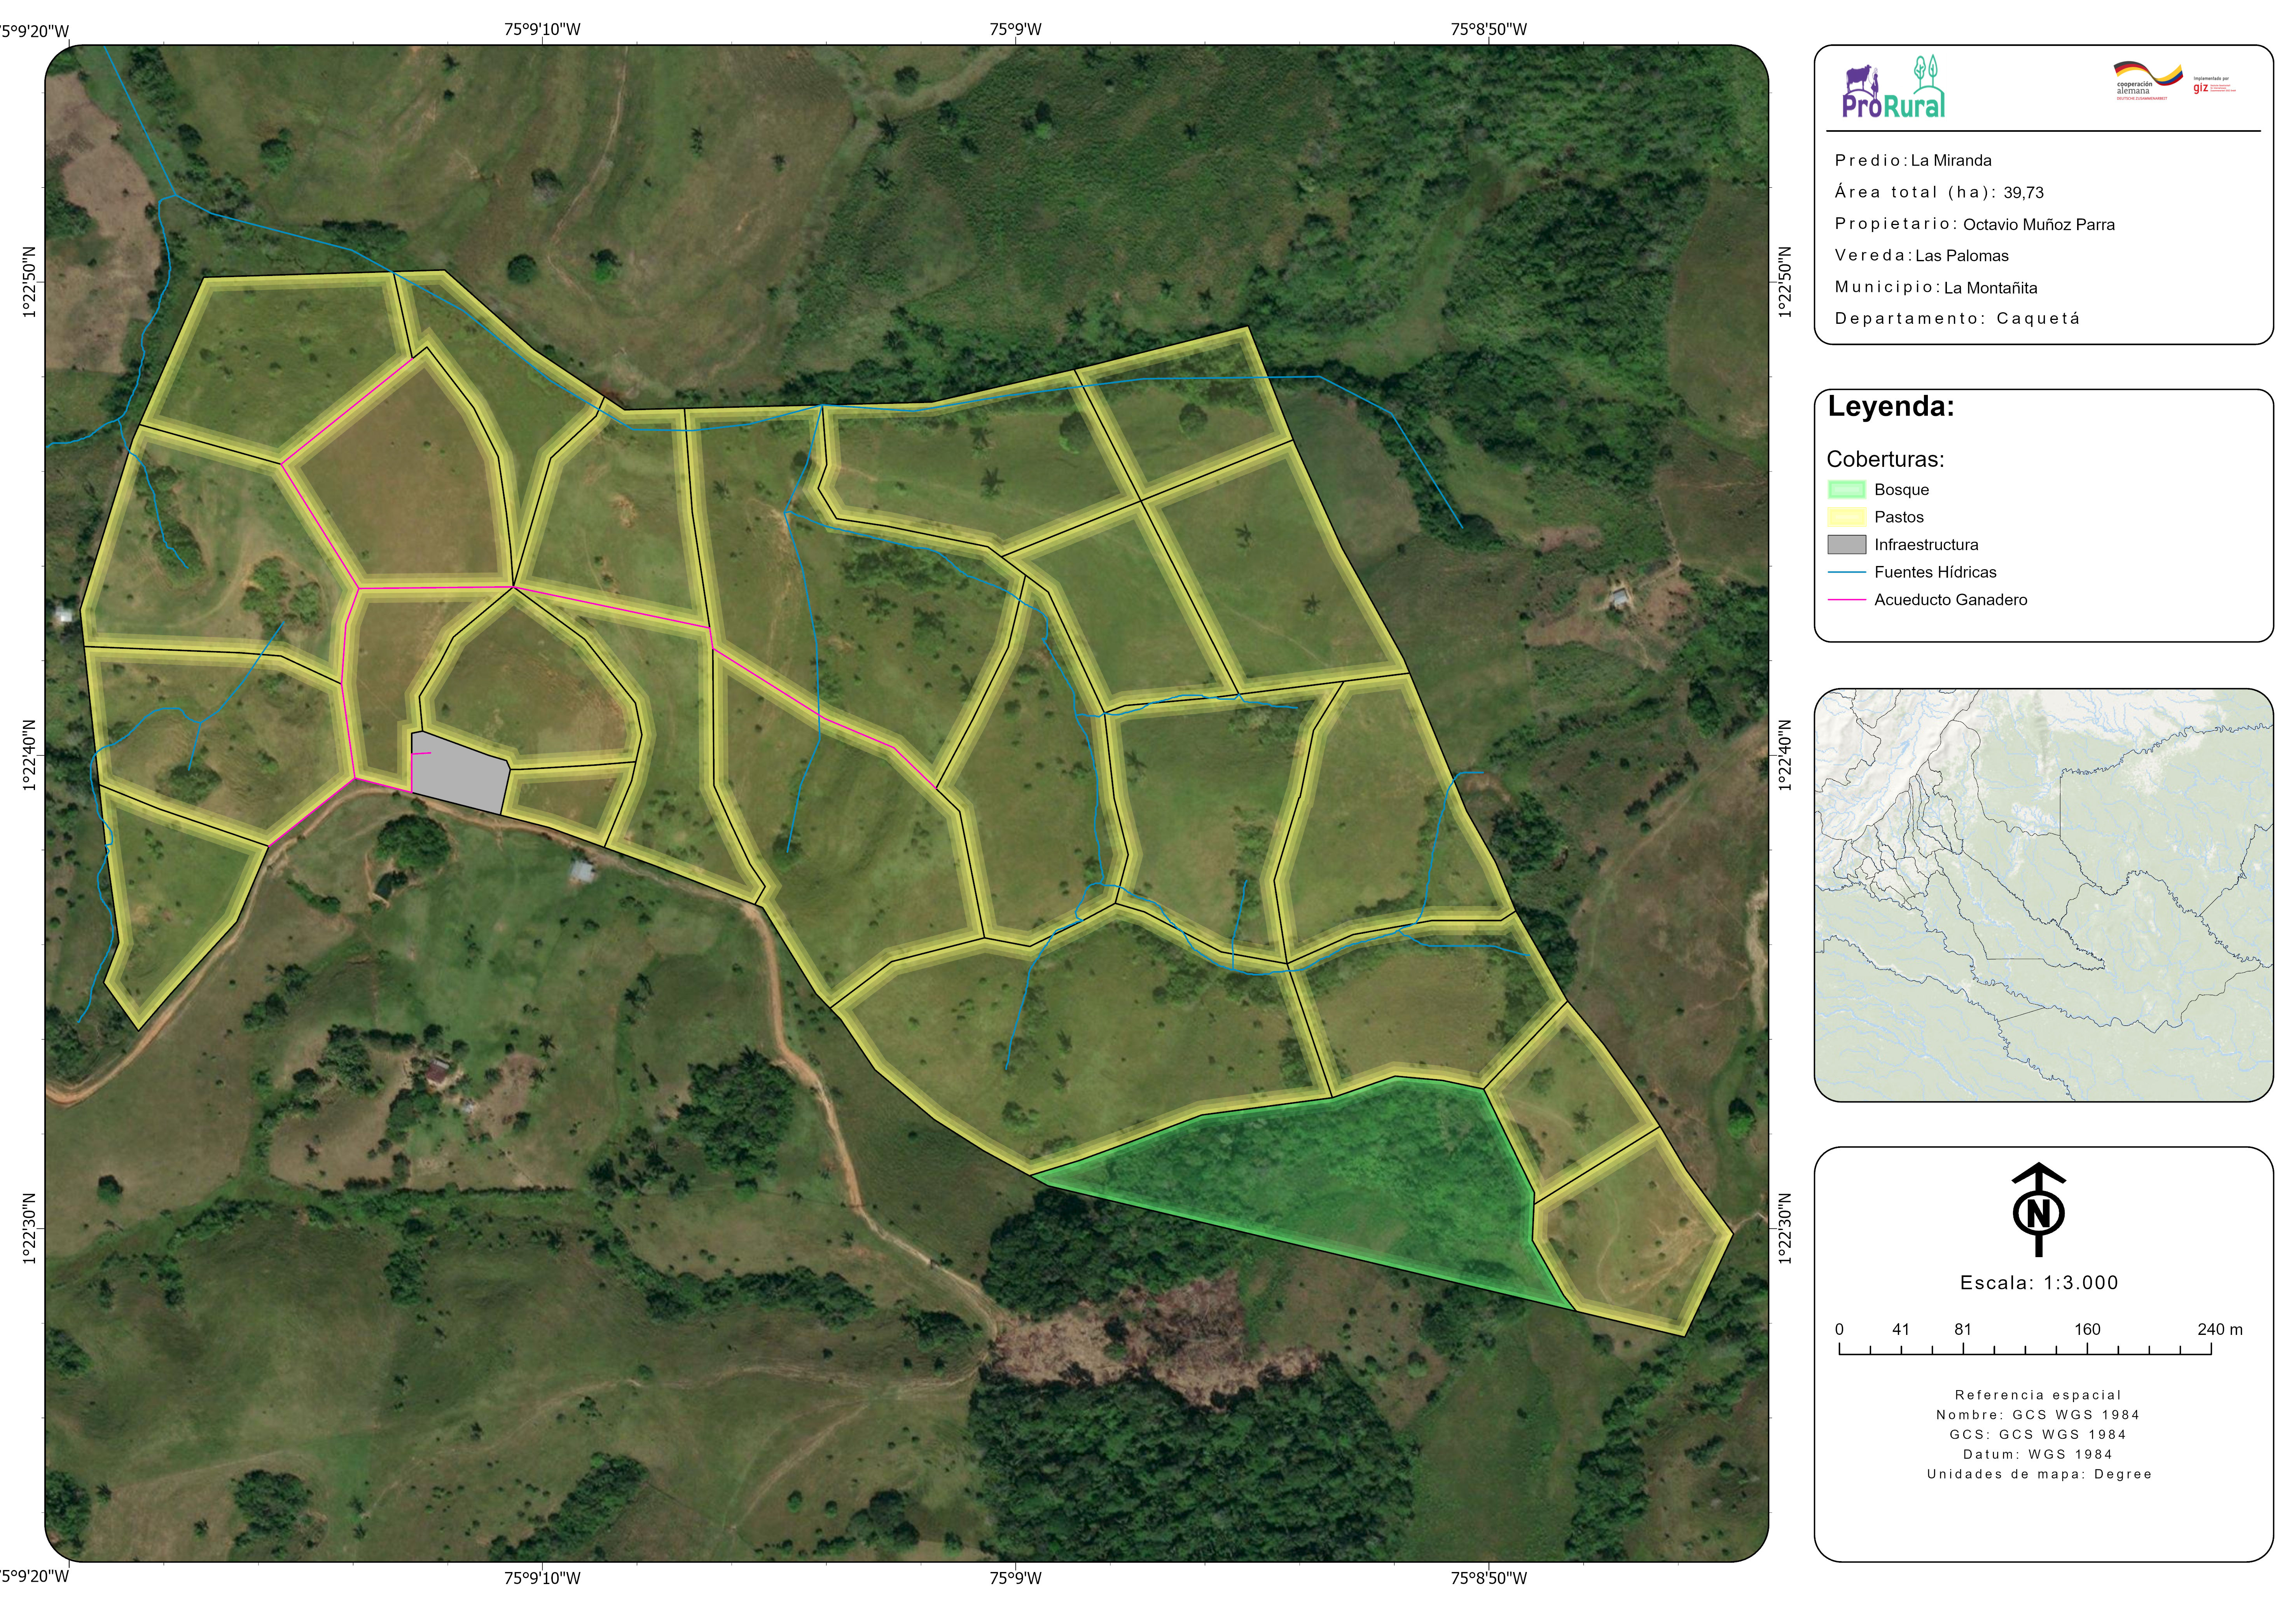 75°9'20"W
75°9'10"W
75°9'W
75°8'50"W
1°22'50"N
1°22'40"N
1°22'30"N
1°22'50"N
1°22'40"N
1°22'30"N
75°9'20"W
75°9'10"W
75°9'W
75°8'50"W
ProRural
cooperación
alemana
DEUTSCHE ZUSAMMENARBEIT
Implementada por
giz
Predio: La Miranda
Área total (ha): 39,73
Propietario: Octavio Muñoz Parra
Vereda: Las Palomas
Municipio: La Montañita
Departamento: Caquetá
Leyenda:
Coberturas:
Bosque
Pastos
Infraestructura
Fuentes Hídricas
Acueducto Ganadero
N
Escala: 1:3.000
0 41 81 160 240 m
Referencia espacial
Nombre: GCS WGS 1984
GCS: GCS WGS 1984
Datum: WGS 1984
Unidades de mapa: Degree